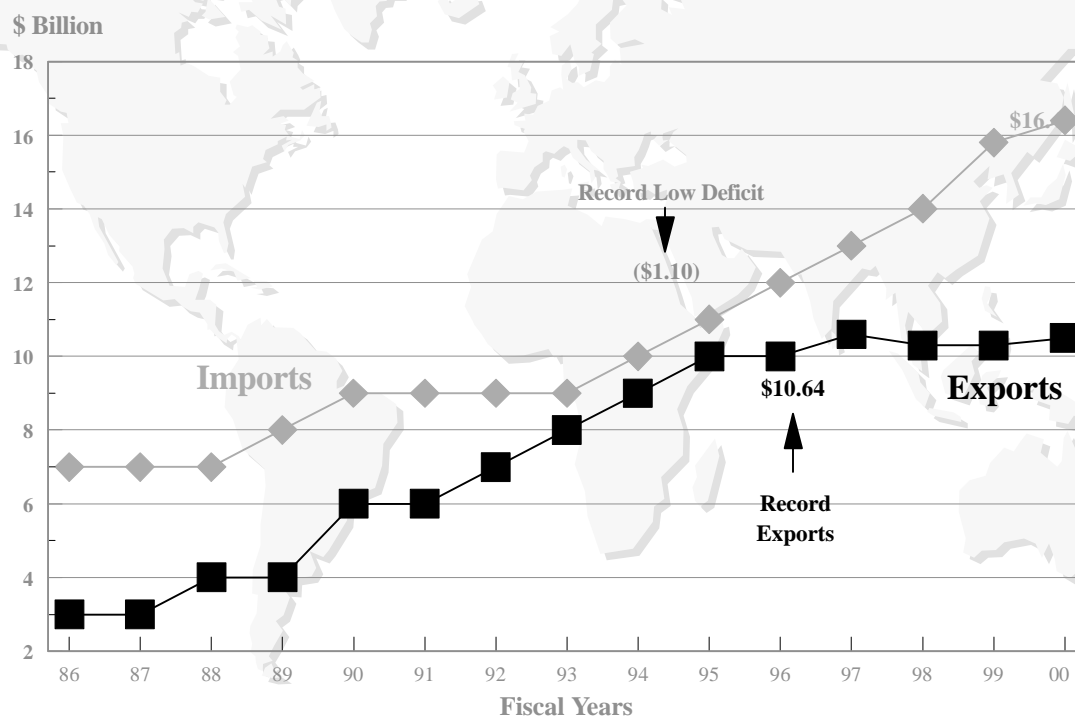 $ Billion
18
16
14
12
10
8
6
4
2
$16.
Record Low Deficit
($1.10)
Imports
$10.64
Exports
Record
Exports
86 87 88 89 90 91 92 93 94 95 96 97 98 99 00
Fiscal Years